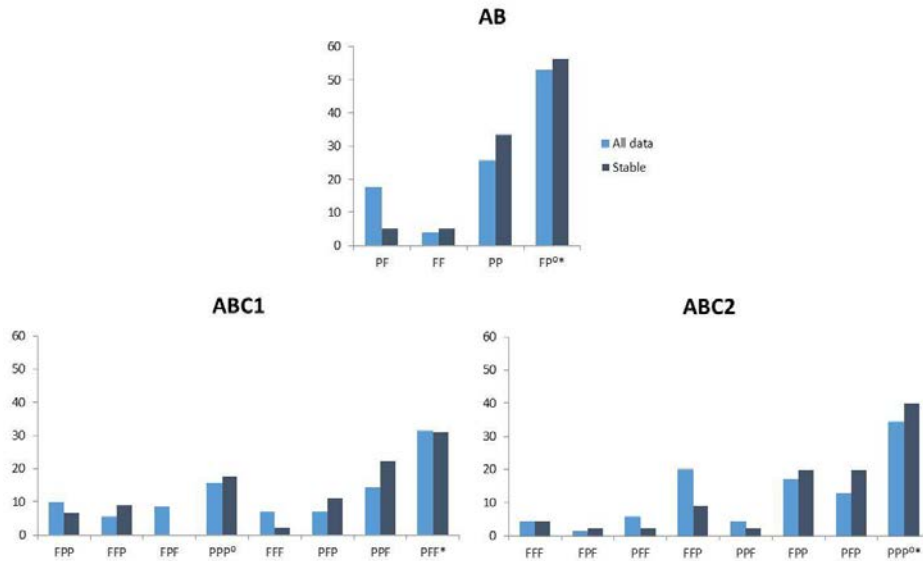 AB
60
50
40
30
20
10
0
PF FF PP FPº*
All data
Stable
ABC1
60
50
40
30
20
10
0
FPP FFP FPF PPPº FFF PFP PPF PFF*
ABC2
60
50
40
30
20
10
0
FFF FPF PFF FFP PPF FPP PFP PPPº*